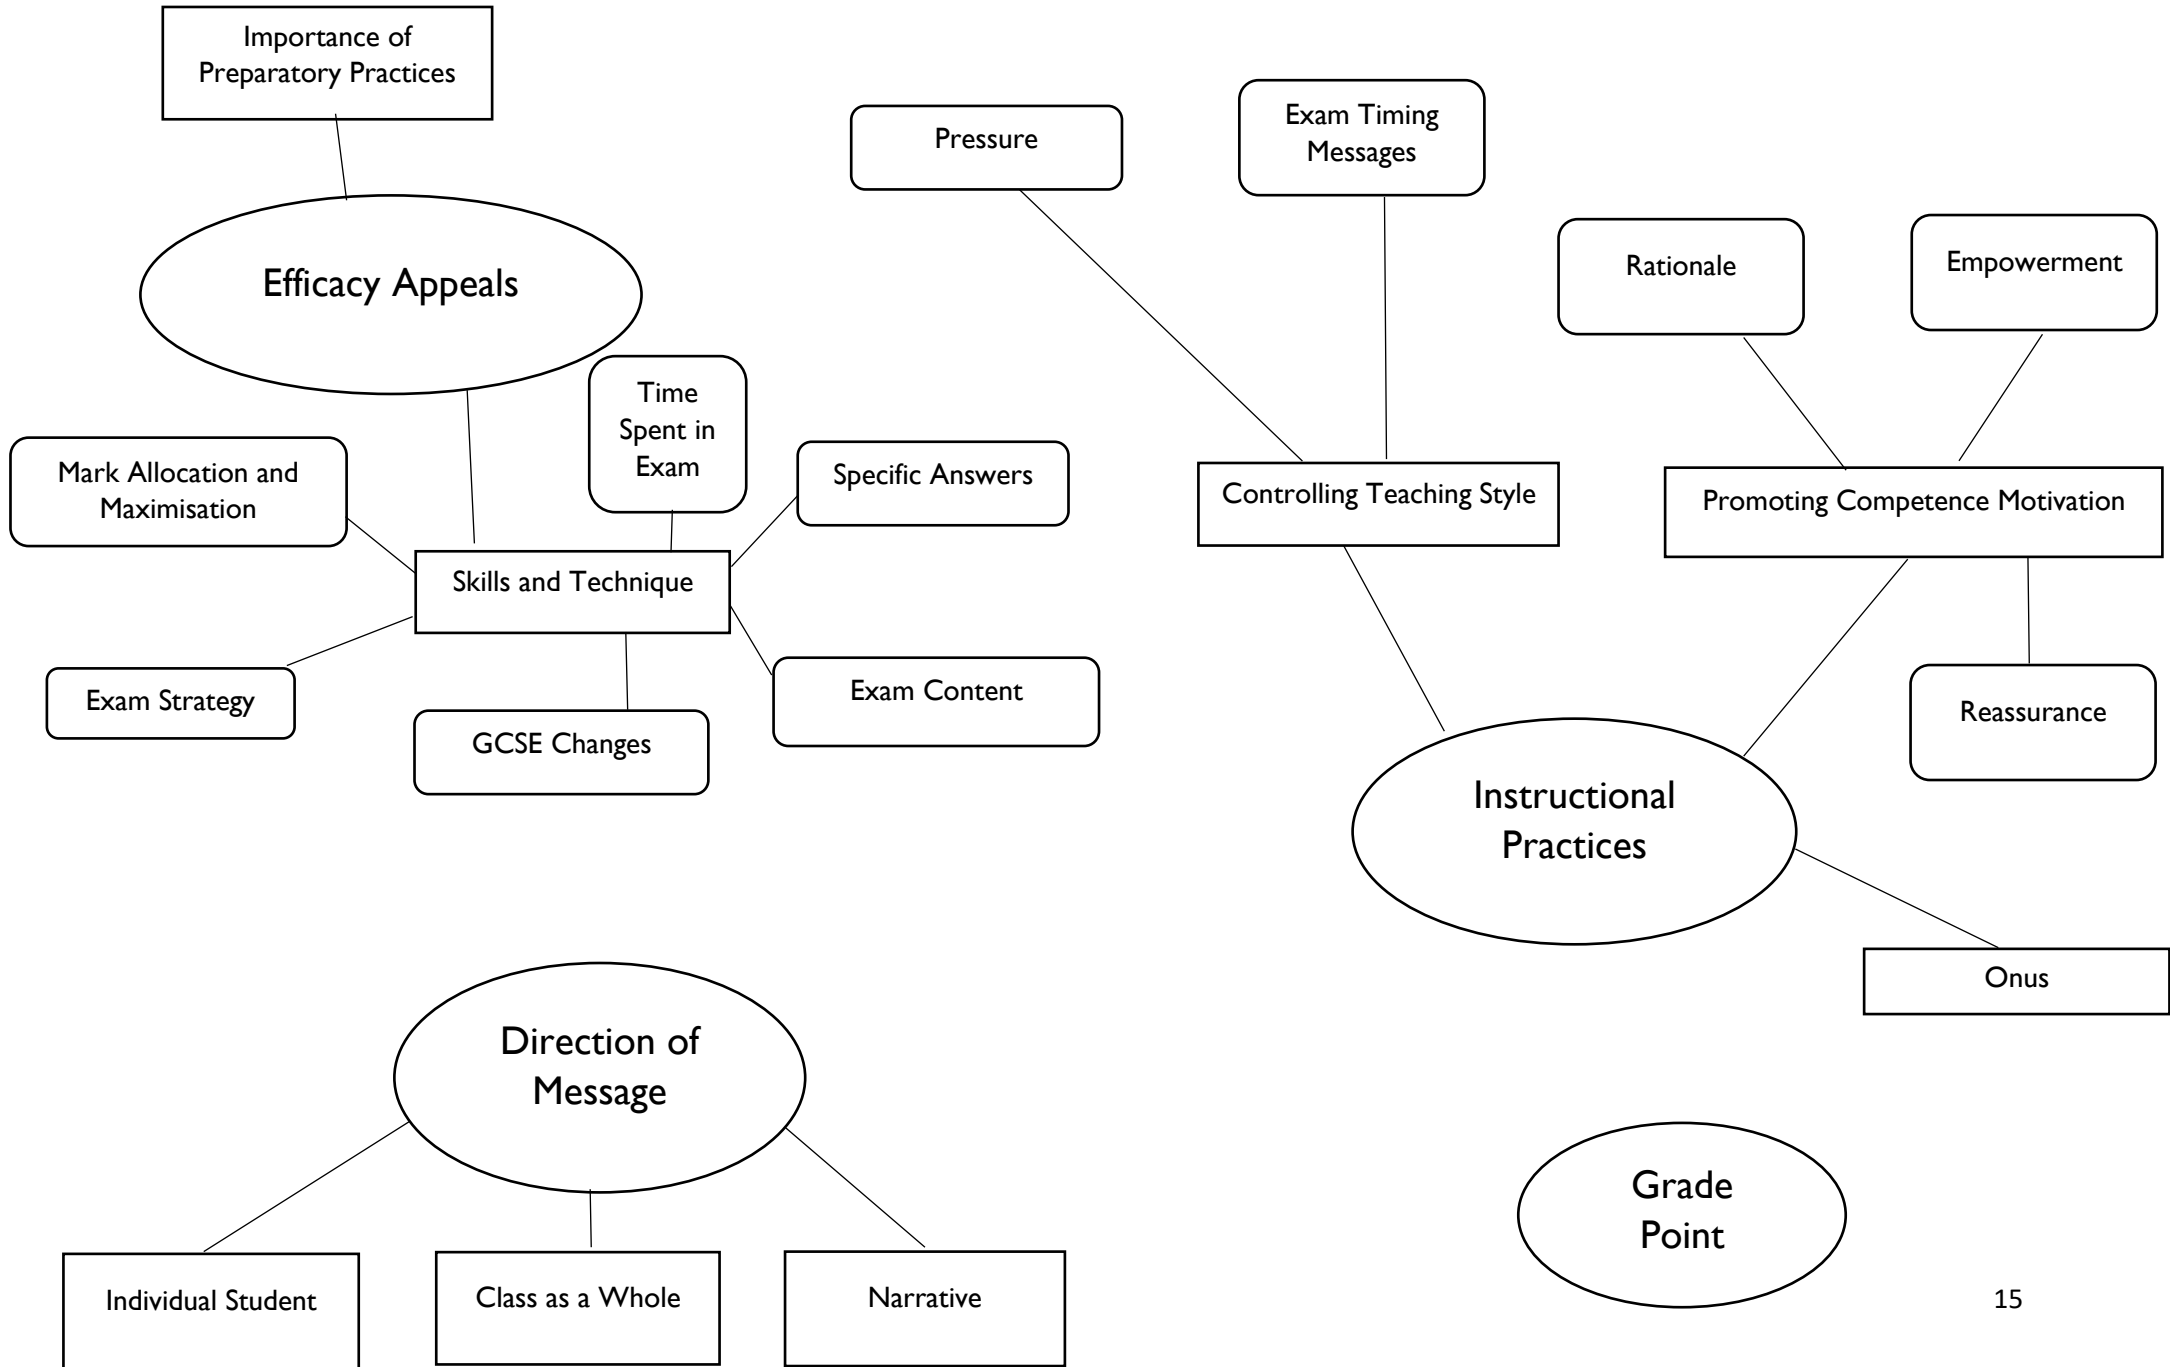 Importance of
Preparatory Practices
Efficacy Appeals
Time
Spent in
Exam
Mark Allocation and
Maximisation
Specific Answers
Skills and Technique
Exam Strategy
GCSE Changes
Exam Content
Pressure
Exam Timing
Messages
Rationale
Empowerment
Controlling Teaching Style
Promoting Competence Motivation
Reassurance
Instructional
Practices
Onus
Direction of
Message
Individual Student
Class as a Whole
Narrative
Grade
Point
15